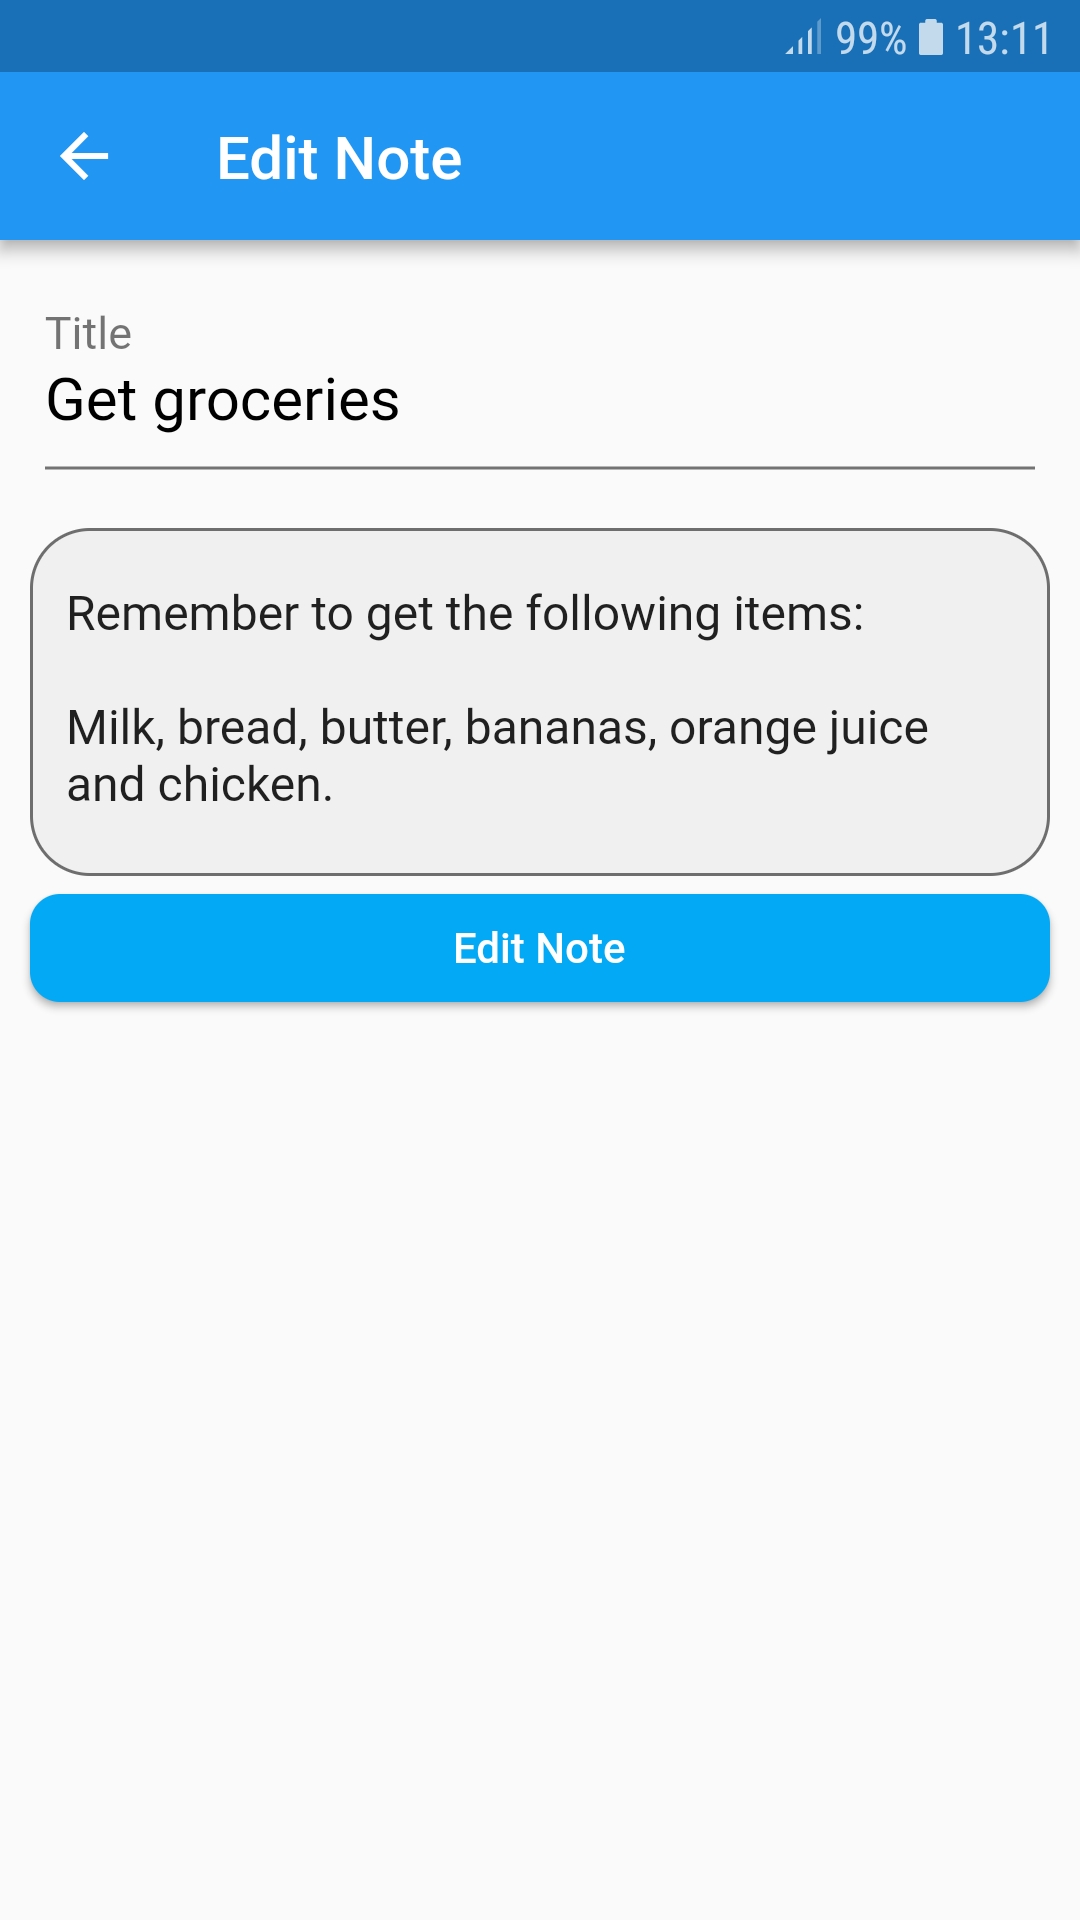 99% 13:11
Edit Note
Title
Get groceries
Remember to get the following items:
Milk, bread, butter, bananas, orange juice
and chicken.
Edit Note